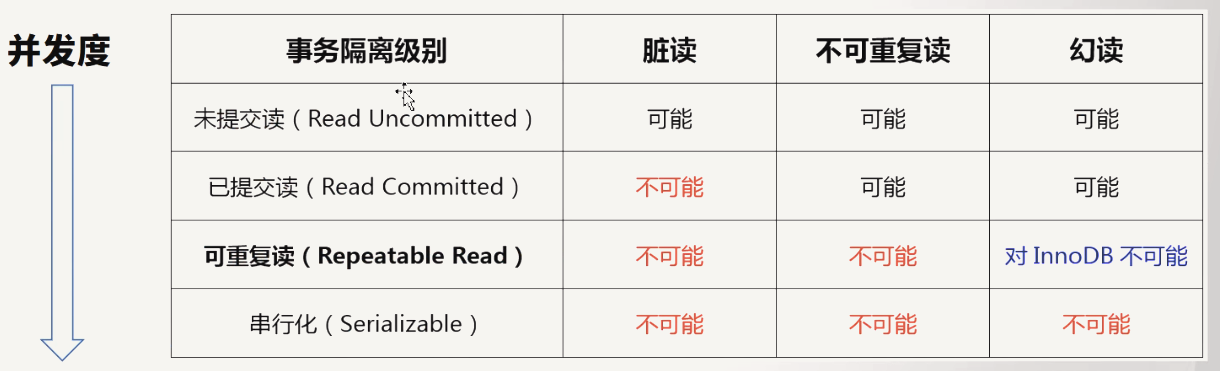 并发度
事务隔离级别 脏读 不可重复读 幻读
未提交读（Read Uncommitted） 可能 可能 可能
已提交读（Read Committed） 不可能 可能 可能
可重复读（Repeatable Read） 不可能 不可能 对 InnoDB 不可能
串行化（Serializable） 不可能 不可能 不可能